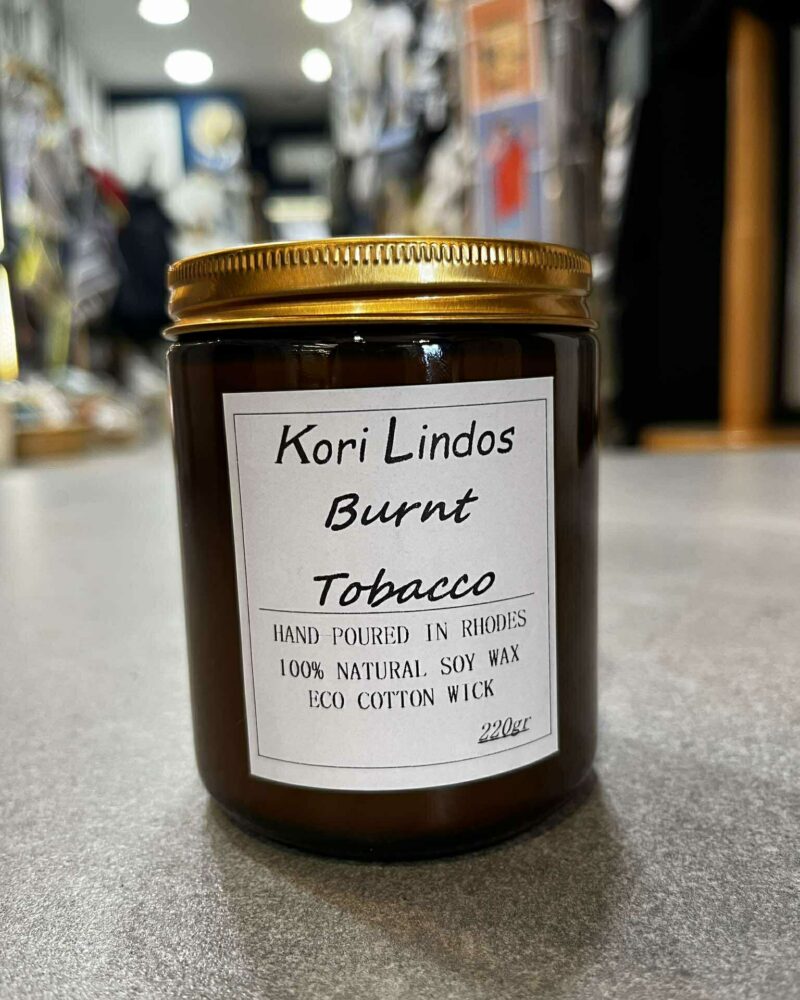 Kori Lindos
Burnt
Tobacco
HAND POURED IN RHODES
100% NATURAL SOY WAX
ECO COTTON WICK
220gr